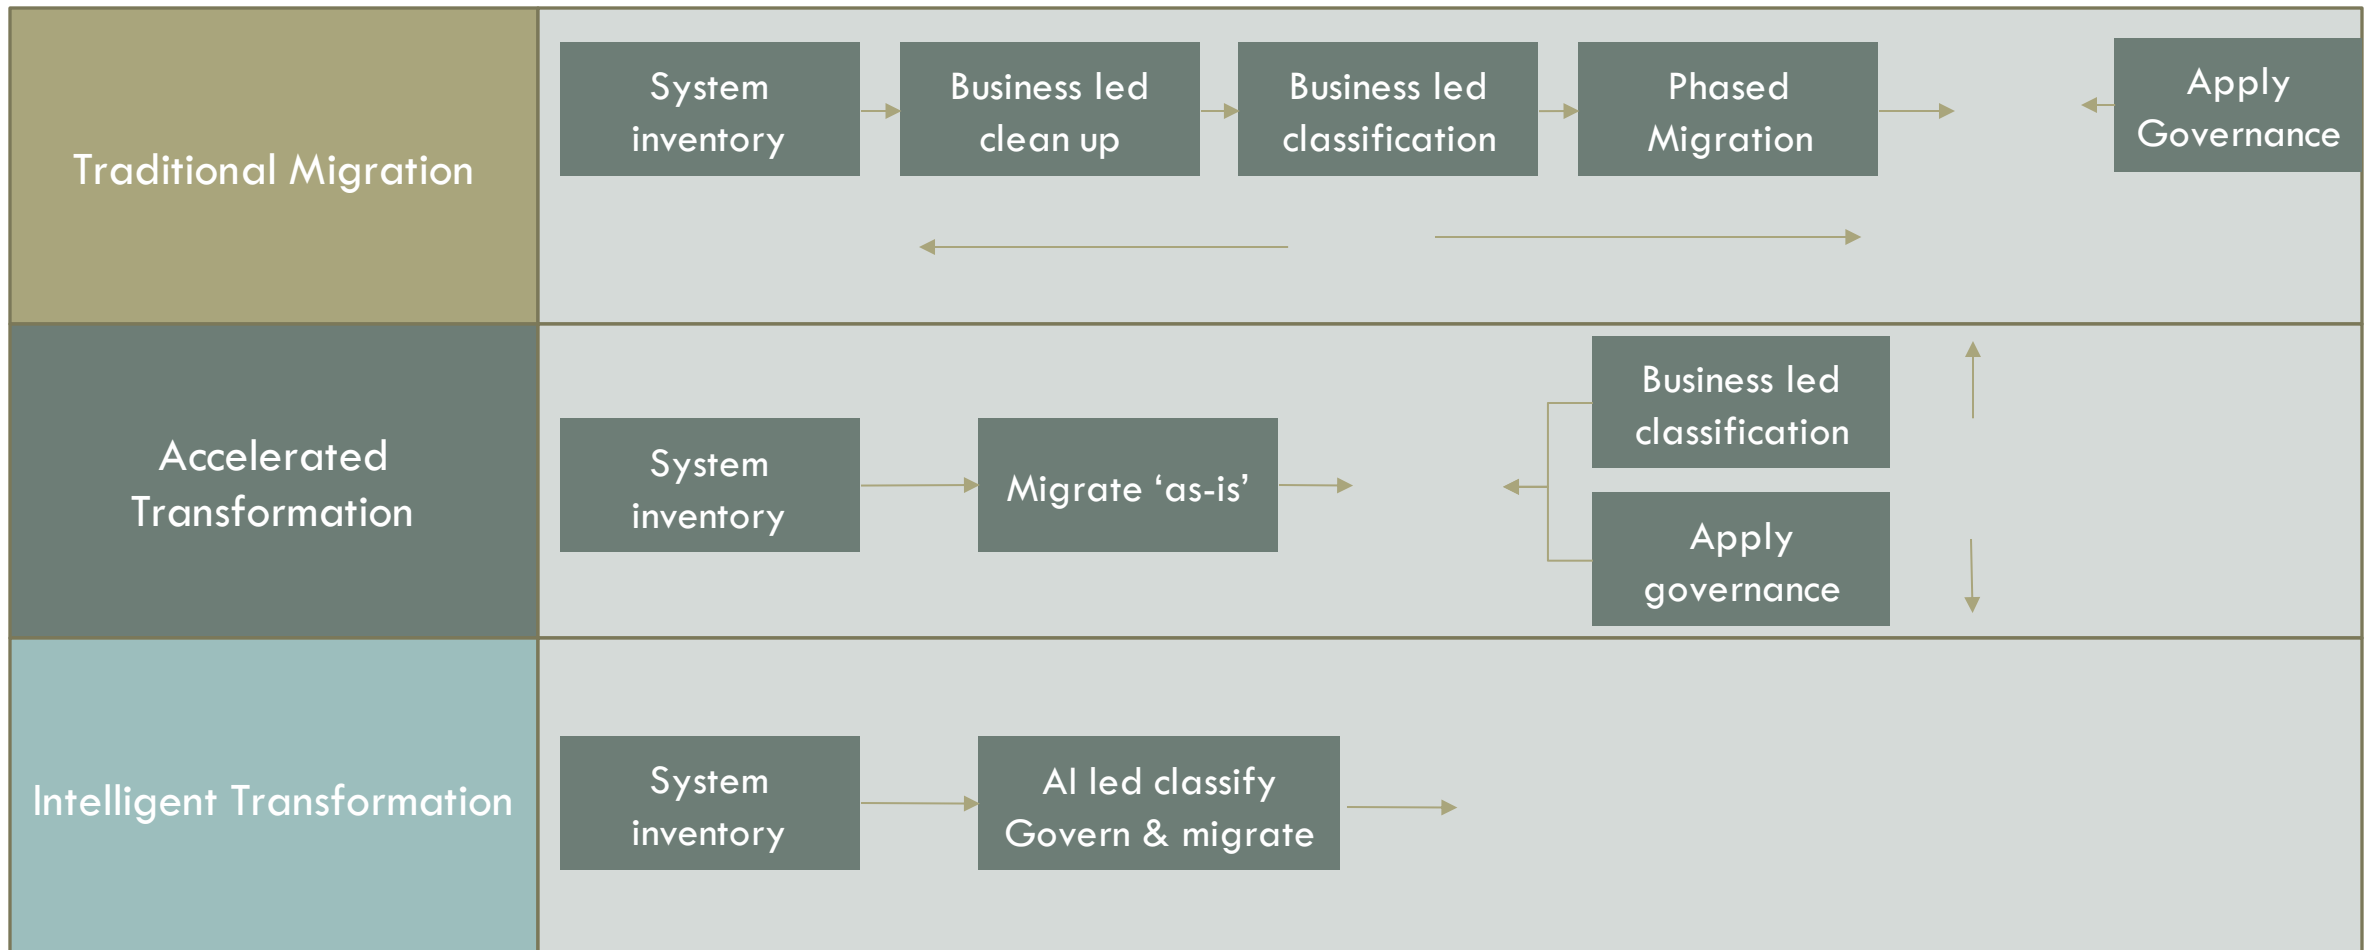 Traditional Migration
System
inventory
Business led
clean up
Business led
classification
Phased
Migration
Apply
Governance
Accelerated
Transformation
System
inventory
Migrate ‘as-is’
Business led
classification
Apply
governance
Intelligent Transformation
System
inventory
AI led classify
Govern & migrate